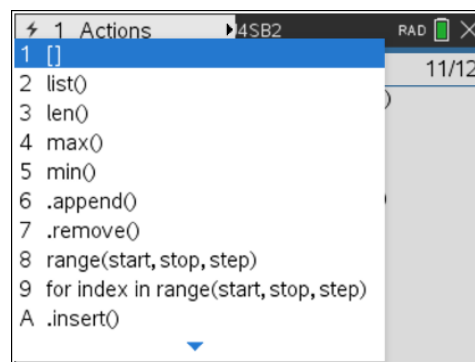 1 Actions 4SB2 RAD
1 []
11/12
2 list()
)
3 len()
4 max()
5 min()
6 .append()
)
7 .remove()
8 range(start,stop,step)
9 for index in range(start,stop,step)
A .insert()